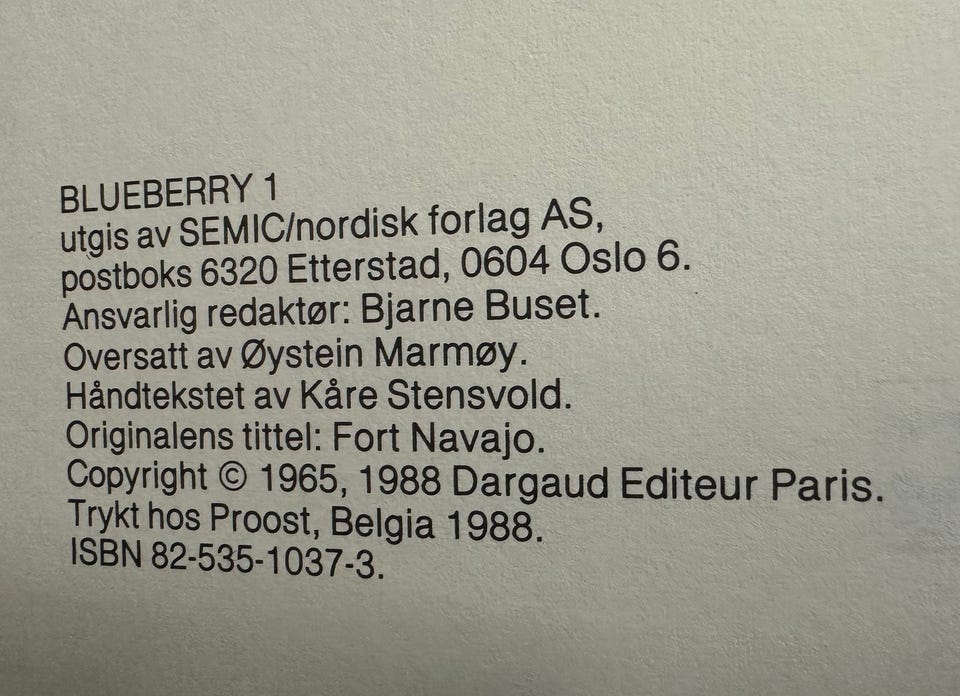 BLUEBERRY 1
utgis av SEMIC/nordisk forlag AS,
postboks 6320 Etterstad, 0604 Oslo 6.
Ansvarlig redaktør: Bjarne Buset.
Oversatt av Øystein Marmøy.
Håndtekstet av Kåre Stensvold.
Originalens tittel: Fort Navajo.
Copyright © 1965, 1988 Dargaud Editeur Paris.
Trykt hos Proost, Belgia 1988.
ISBN 82-535-1037-3.